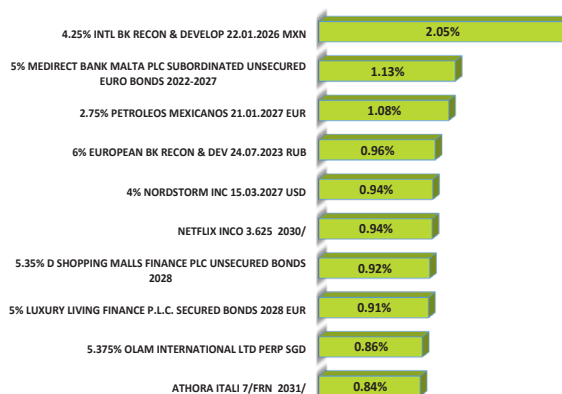 4.25% INTL BK RECON & DEVELOP 22.01.2026 MXN 2.05%
5% MEDIRECT BANK MALTA PLC SUBORDINATED UNSECURED
EURO BONDS 2022-2027 1.13%
2.75% PETROLEOS MEXICANOS 21.01.2027 EUR 1.08%
6% EUROPEAN BK RECON & DEV 24.07.2023 RUB 0.96%
4% NORDSTORM INC 15.03.2027 USD 0.94%
NETFLIX INCO 3.625 2030/ 0.94%
5.35% D SHOPPING MALLS FINANCE PLC UNSECURED BONDS
2028 0.92%
5% LUXURY LIVING FINANCE P.L.C. SECURED BONDS 2028 EUR 0.91%
5.375% OLAM INTERNATIONAL LTD PERP SGD 0.86%
ATHORA ITALI 7/FRN 2031/ 0.84%